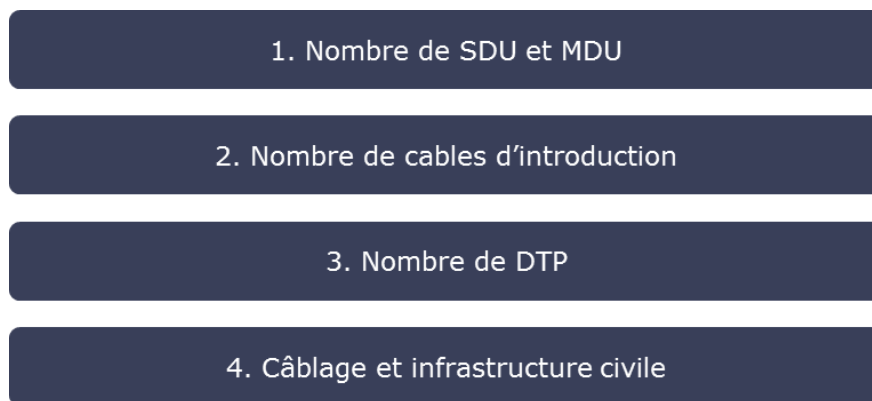 1. Nombre de SDU et MDU
2. Nombre de cables d'introduction
3. Nombre de DTP
4. Câblage et infrastructure civile